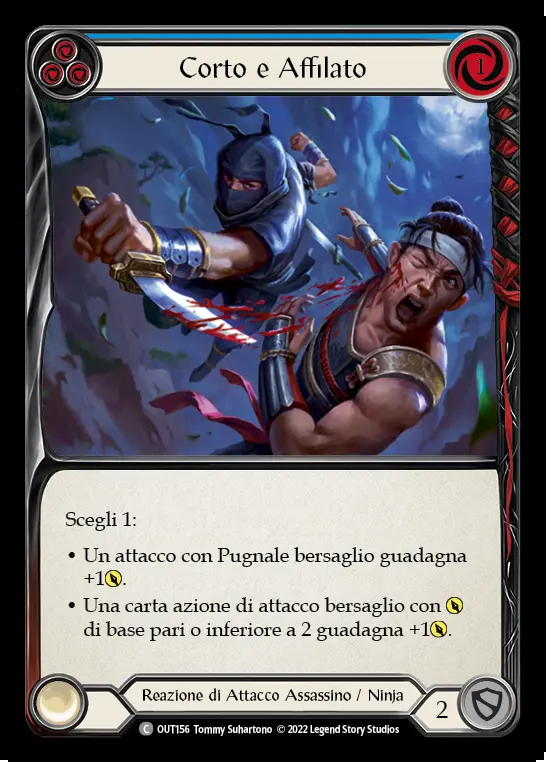 Corto e Affilato
1
Scegli 1:
• Un attacco con Pugnale bersaglio guadagna
+1.
• Una carta azione di attacco bersaglio con
di base pari o inferiore a 2 guadagna +1.
Reazione di Attacco Assassino / Ninja
2
C OUT156 Tommy Suhartono © 2022 Legend Story Studios